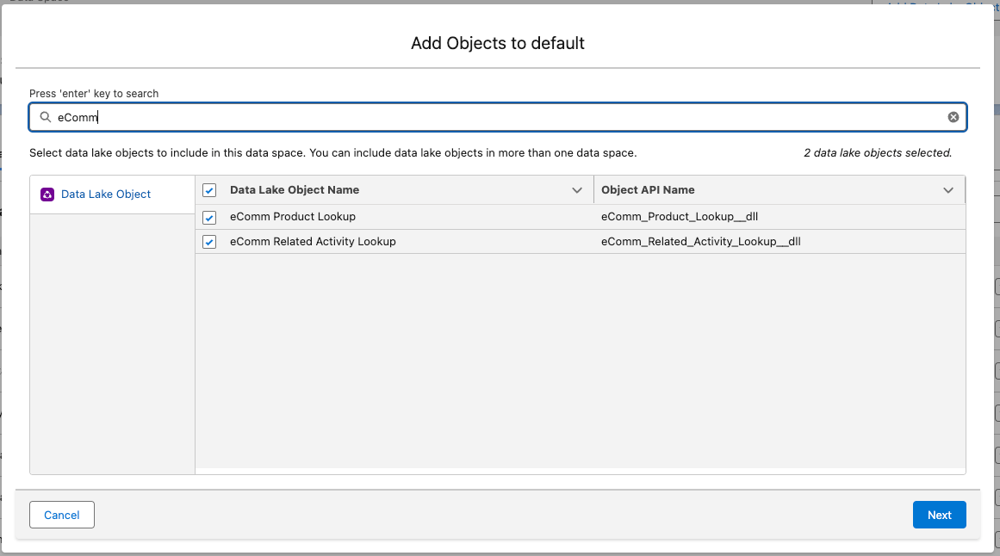 Add Objects to default
Press 'enter' key to search
eComm
Select data lake objects to include in this data space. You can include data lake objects in more than one data space.
2 data lake objects selected.
Data Lake Object
Data Lake Object Name
Object API Name
eComm Product Lookup
eComm_Product_Lookup__dll
eComm Related Activity Lookup
eComm_Related_Activity_Lookup__dll
Cancel
Next